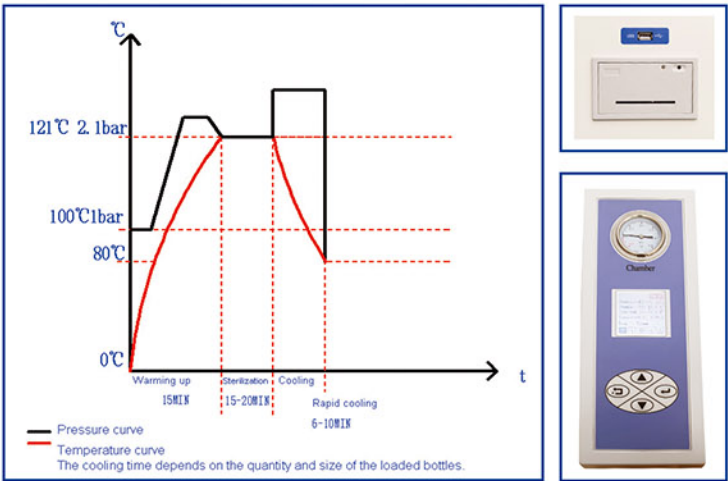 ℃
121℃ 2.1bar
100℃1bar
80℃
0℃
t
Warming up
15MIN
Sterilization
15-20MIN
Cooling
Rapid cooling
6-10MIN
Pressure curve
Temperature curve
The cooling time depends on the quantity and size of the loaded bottles.
Chamber